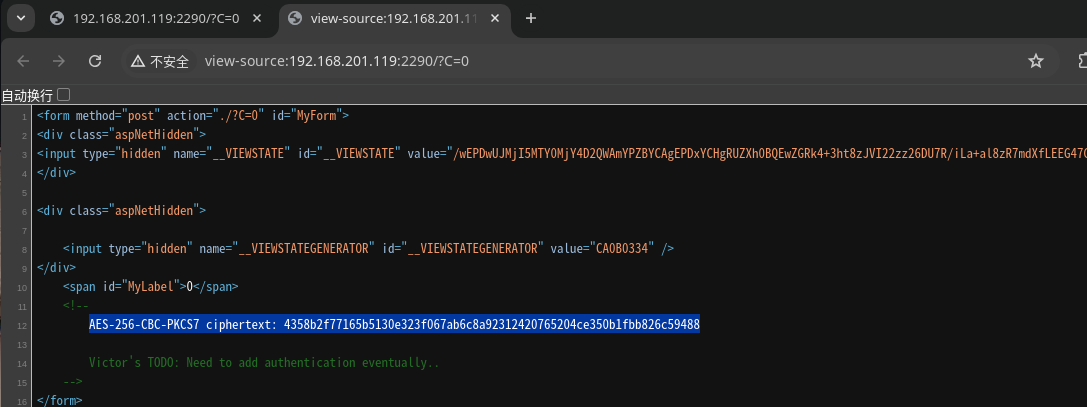 192.168.201.119:2290/?C=0
view-source:192.168.201.11
不安全
view-source:192.168.201.119:2290/?C=0
自动换行
1 <form method="post" action="./?C=0" id="MyForm">
2 <div class="aspNetHidden">
3 <input type="hidden" name="__VIEWSTATE" id="__VIEWSTATE" value="/wEPDwUJMjI5MTYOMjY4D2QWAmYPZBYCAgEPDxYCHgRUZXh0BQEwZGRk4+3ht8zJVI22zz26DU7R/iLa+al8zR7mdXfLEEG47G
4 </div>
5
6 <div class="aspNetHidden">
7
8 <input type="hidden" name="__VIEWSTATEGENERATOR" id="__VIEWSTATEGENERATOR" value="CA0B0334" />
9 </div>
10 <span id="MyLabel">0</span>
11 <!--
12 AES-256-CBC-PKCS7 ciphertext: 4358b2f77165b5130e323f067ab6c8a92312420765204ce350b1fbb826c59488
13
14 Victor's TODO: Need to add authentication eventually..
15 -->
16 </form>